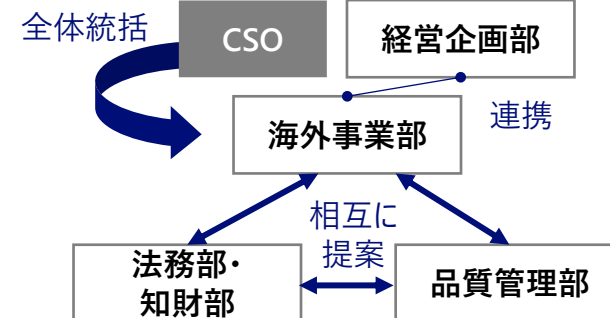 全体統括
CSO
経営企画部
連携
海外事業部
相互に
提案
法務部・
知財部
品質管理部